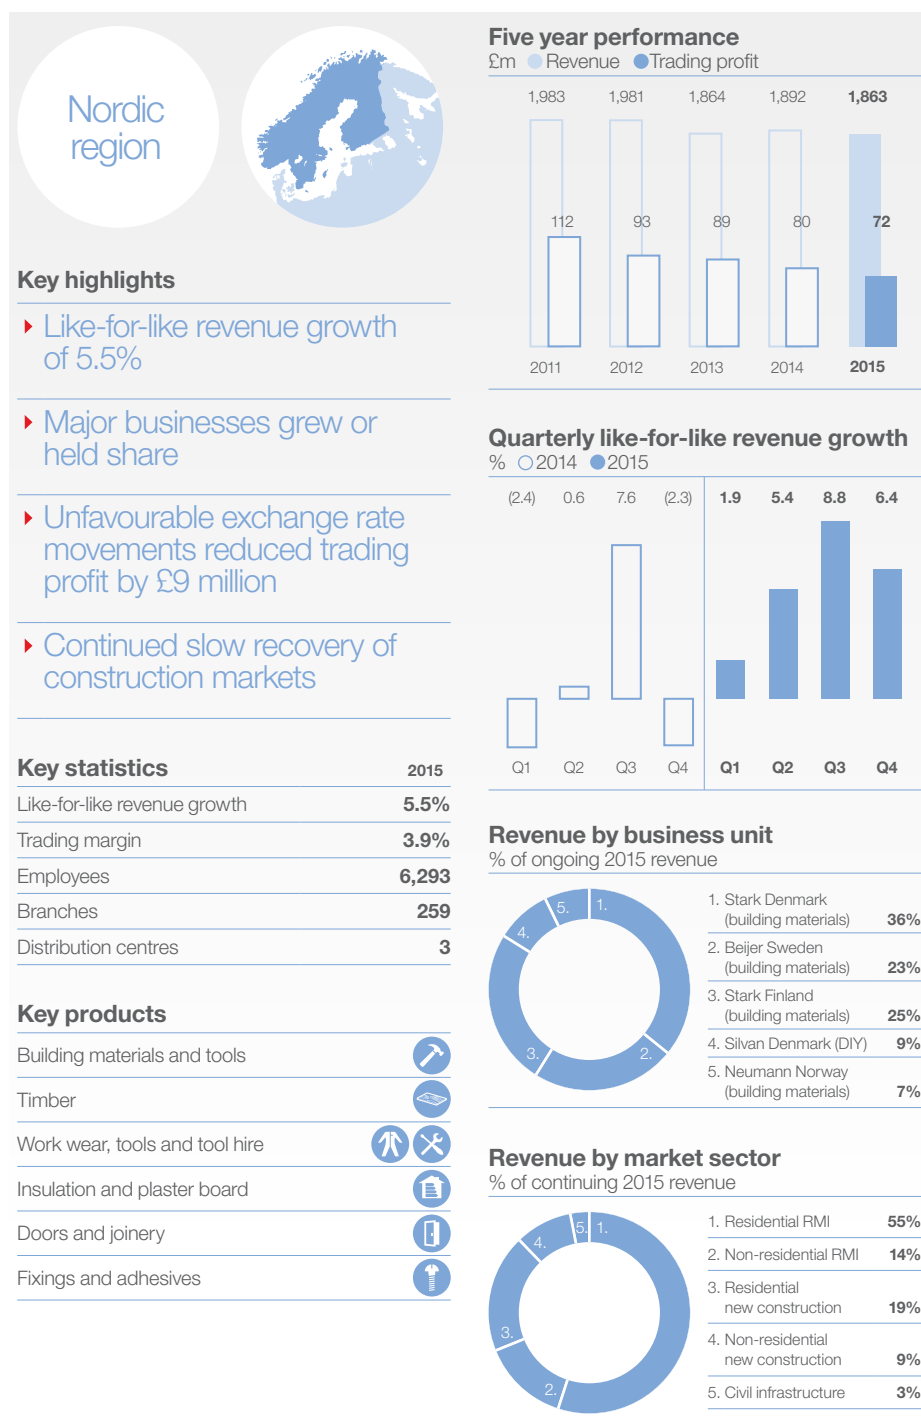 Nordic
region
Key highlights
Like-for-like revenue growth
of 5.5%
Major businesses grew or
held share
Unfavourable exchange rate
movements reduced trading
profit by £9 million
Continued slow recovery of
construction markets
Key statistics 2015
Like-for-like revenue growth 5.5%
Trading margin 3.9%
Employees 6,293
Branches 259
Distribution centres 3
Key products
Building materials and tools
Timber
Work wear, tools and tool hire
Insulation and plaster board
Doors and joinery
Fixings and adhesives
Five year performance
£m Revenue Trading profit
1,983 1,981 1,864 1,892 1,863
112 93 89 80 72
2011 2012 2013 2014 2015
Quarterly like-for-like revenue growth
% 2014 2015
(2.4) 0.6 7.6 (2.3) 1.9 5.4 8.8 6.4
Q1 Q2 Q3 Q4 Q1 Q2 Q3 Q4
Revenue by business unit
% of ongoing 2015 revenue
5. 1.
4.
3. 2.
1. Stark Denmark
(building materials) 36%
2. Beijer Sweden
(building materials) 23%
3. Stark Finland
(building materials) 25%
4. Silvan Denmark (DIY) 9%
5. Neumann Norway
(building materials) 7%
Revenue by market sector
% of continuing 2015 revenue
5. 1.
4.
3.
2.
1. Residential RMI 55%
2. Non-residential RMI 14%
3. Residential
new construction 19%
4. Non-residential
new construction 9%
5. Civil infrastructure 3%